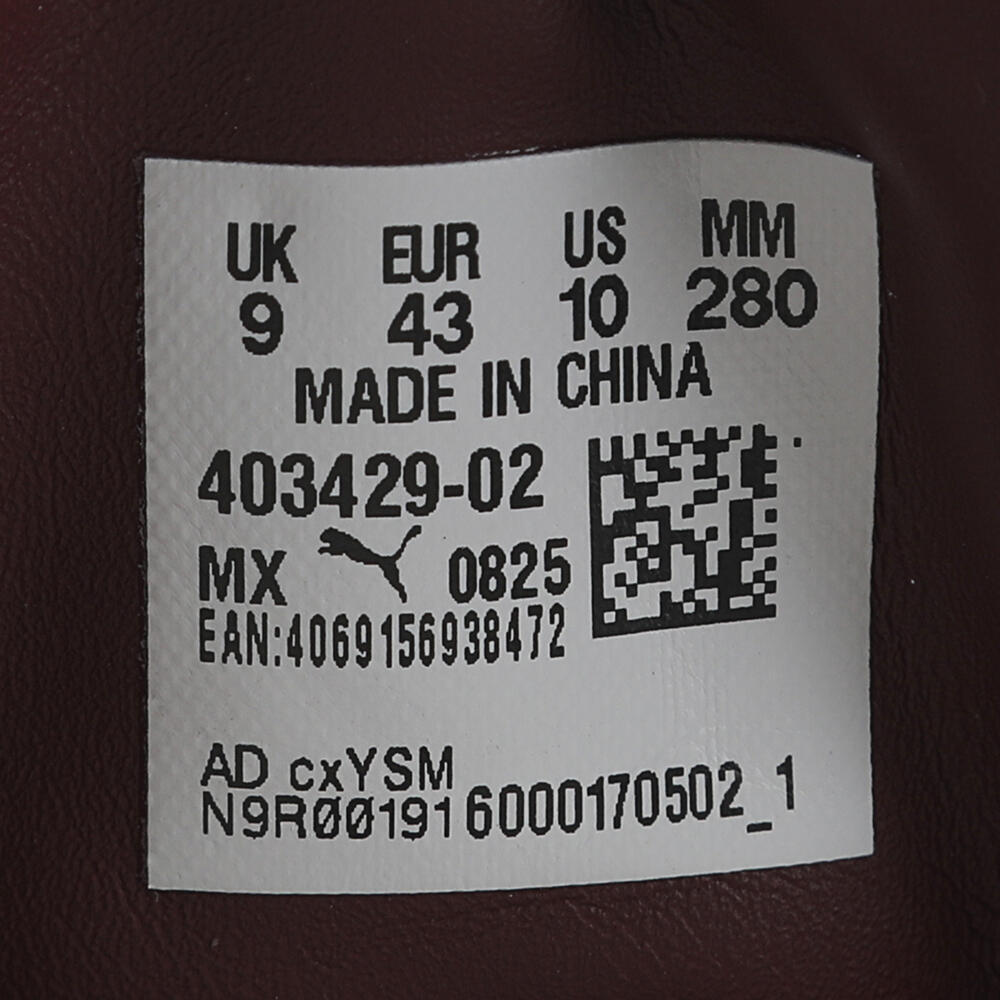 UK EUR US MM
9 43 10 280
MADE IN CHINA
403429-02
MX 0825
EAN:4069156938472
AD cxYSM
N9RØØ191 6000170502_1